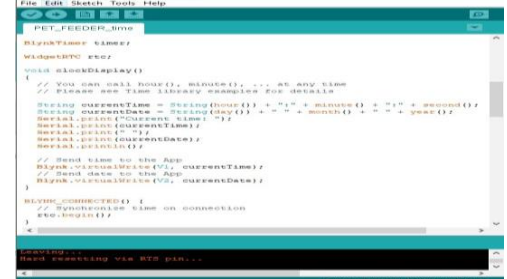 File Edit Sketch Tools Help
PET_FEEDER_time
BlynkTimer timer;
WidgetRTC rtc;
void clockDisplay()
{
// You can call hour(), minute(), ... at any time
// Please see Time library examples for details
String currentTime = String(hour()) + ":" + minute() + ":" + second();
String currentDate = String(day()) + " " + month() + " " + year();
Serial.print("Current time: ");
Serial.print(currentTime);
Serial.print(" ");
Serial.print(currentDate);
Serial.println();
// Send time to the App
Blynk.virtualWrite(V1, currentTime);
// Send date to the App
Blynk.virtualWrite(V2, currentDate);
}
BLYNK_CONNECTED() {
// Synchronize time on connection
rtc.begin();
}
Leaving...
Hard resetting via RTS pin...